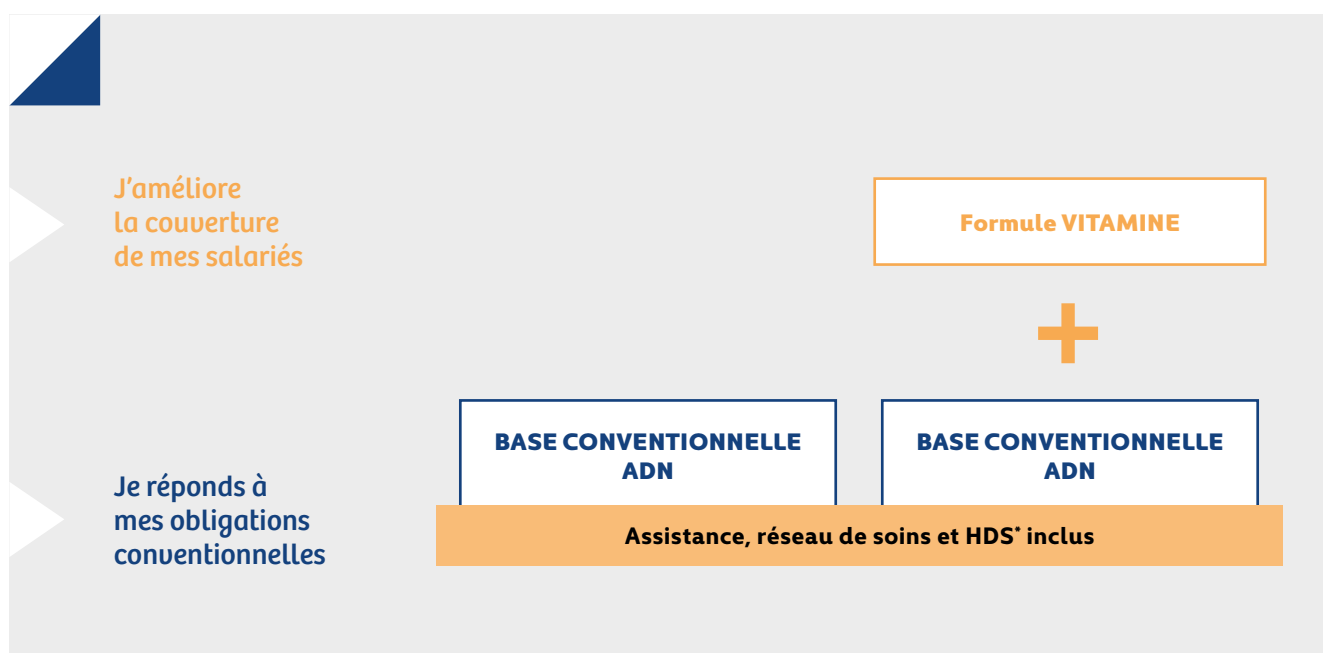 J’améliore
la couverture
de mes salariés
Formule VITAMINE
+
BASE CONVENTIONNELLE
ADN
BASE CONVENTIONNELLE
ADN
Je réponds à
mes obligations
conventionnelles
Assistance, réseau de soins et HDS* inclus